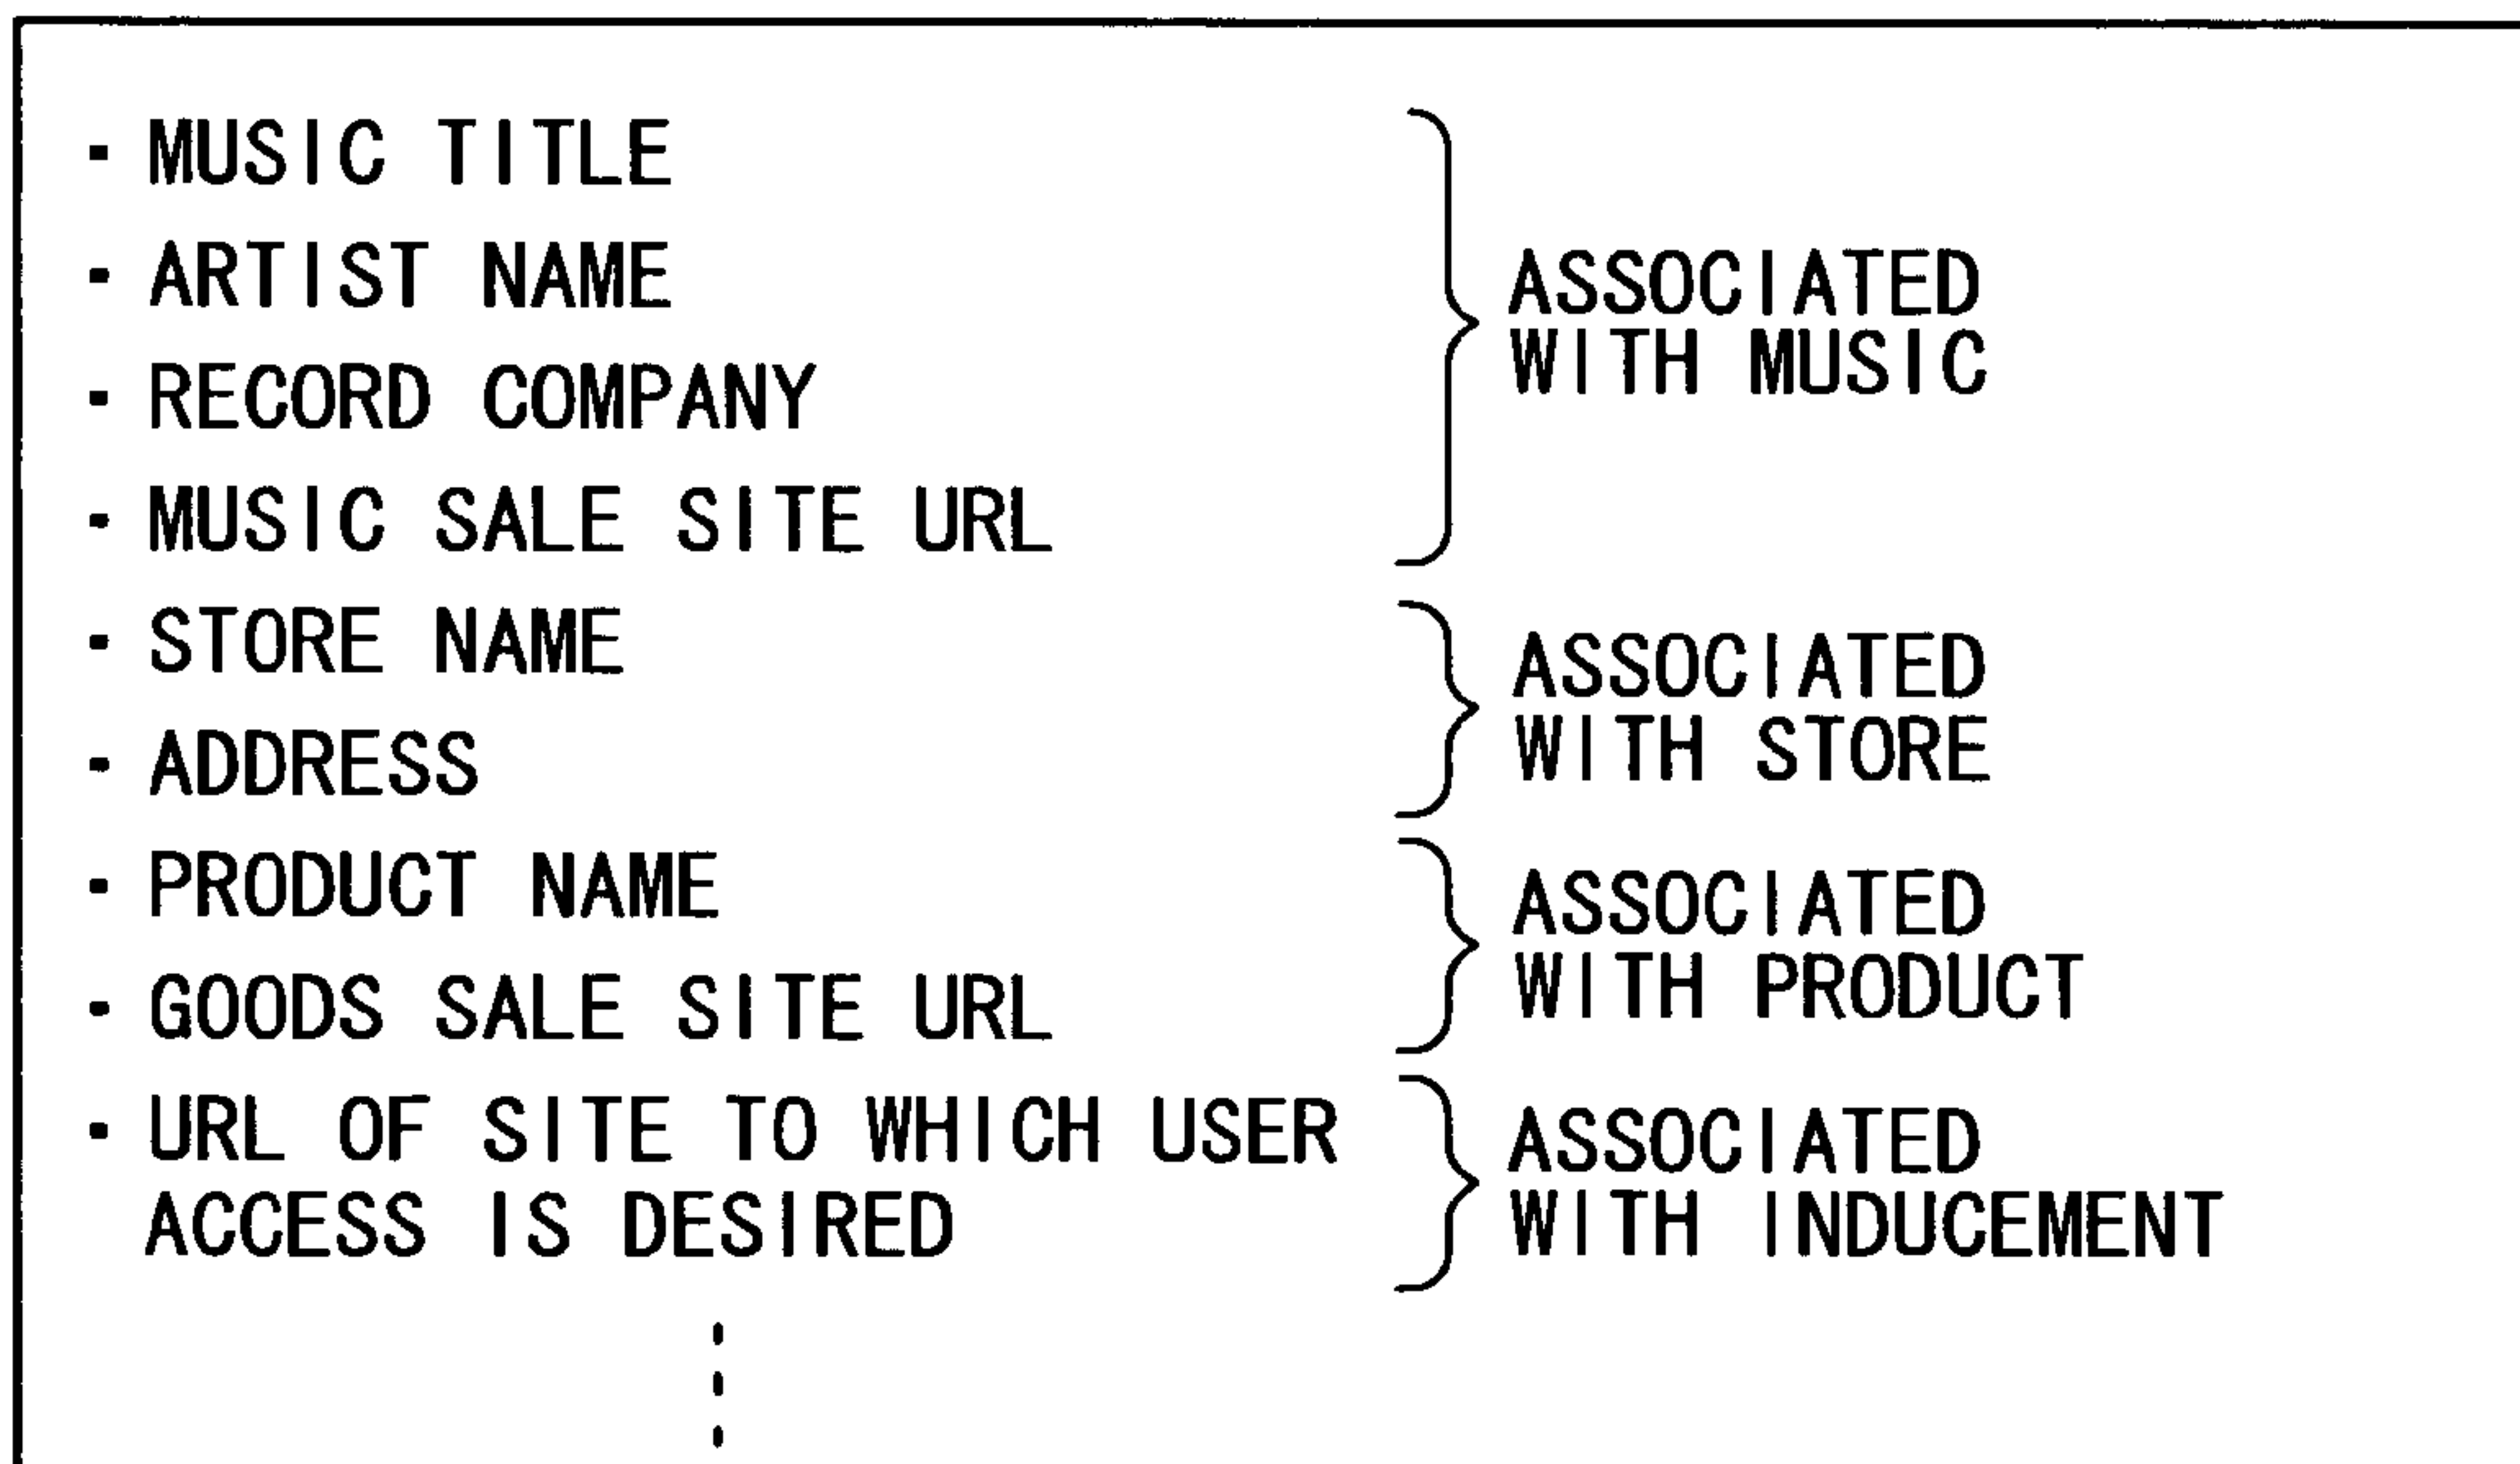 · MUSIC TITLE
· ARTIST NAME
· RECORD COMPANY
· MUSIC SALE SITE URL
ASSOCIATED
WITH MUSIC
· STORE NAME
· ADDRESS
ASSOCIATED
WITH STORE
· PRODUCT NAME
· GOODS SALE SITE URL
ASSOCIATED
WITH PRODUCT
· URL OF SITE TO WHICH USER
ACCESS IS DESIRED
ASSOCIATED
WITH INDUCEMENT